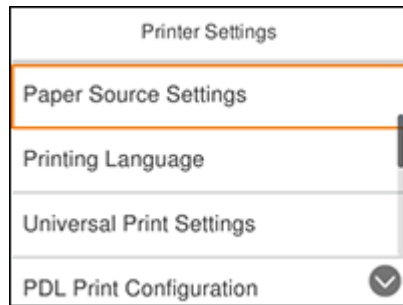 Printer Settings
Paper Source Settings
Printing Language
Universal Print Settings
PDL Print Configuration